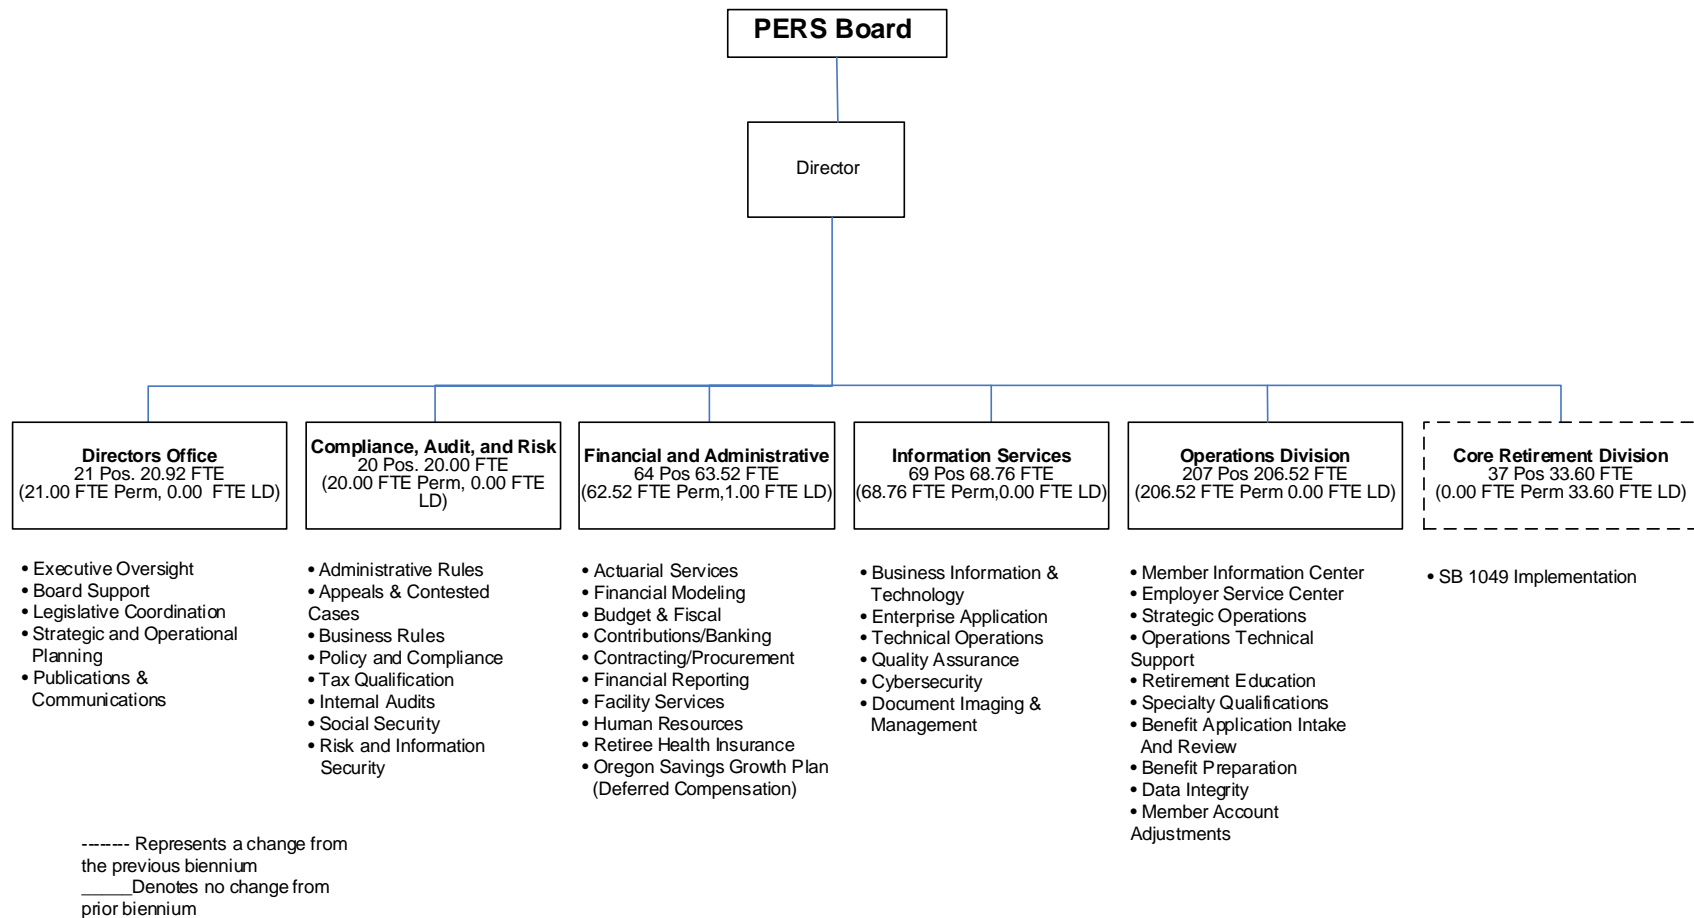 PERS Board
Director
Directors Office
21 Pos. 20.92 FTE
(21.00 FTE Perm, 0.00 FTE LD)
Compliance, Audit, and Risk
20 Pos. 20.00 FTE
(20.00 FTE Perm, 0.00 FTE
LD)
Financial and Administrative
64 Pos 63.52 FTE
(62.52 FTE Perm,1.00 FTE LD)
Information Services
69 Pos 68.76 FTE
(68.76 FTE Perm,0.00 FTE LD)
Operations Division
207 Pos 206.52 FTE
(206.52 FTE Perm 0.00 FTE LD)
Core Retirement Division
37 Pos 33.60 FTE
(0.00 FTE Perm 33.60 FTE LD)
• Executive Oversight
• Board Support
• Legislative Coordination
• Strategic and Operational
Planning
• Publications &
Communications
• Administrative Rules
• Appeals & Contested
Cases
• Business Rules
• Policy and Compliance
• Tax Qualification
• Internal Audits
• Social Security
• Risk and Information
Security
• Actuarial Services
• Financial Modeling
• Budget & Fiscal
• Contributions/Banking
• Contracting/Procurement
• Financial Reporting
• Facility Services
• Human Resources
• Retiree Health Insurance
• Oregon Savings Growth Plan
(Deferred Compensation)
• Business Information &
Technology
• Enterprise Application
• Technical Operations
• Quality Assurance
• Cybersecurity
• Document Imaging &
Management
• Member Information Center
• Employer Service Center
• Strategic Operations
• Operations Technical
Support
• Retirement Education
• Specialty Qualifications
• Benefit Application Intake
And Review
• Benefit Preparation
• Data Integrity
• Member Account
Adjustments
• SB 1049 Implementation
-------- Represents a change from
the previous biennium
_____Denotes no change from
prior biennium